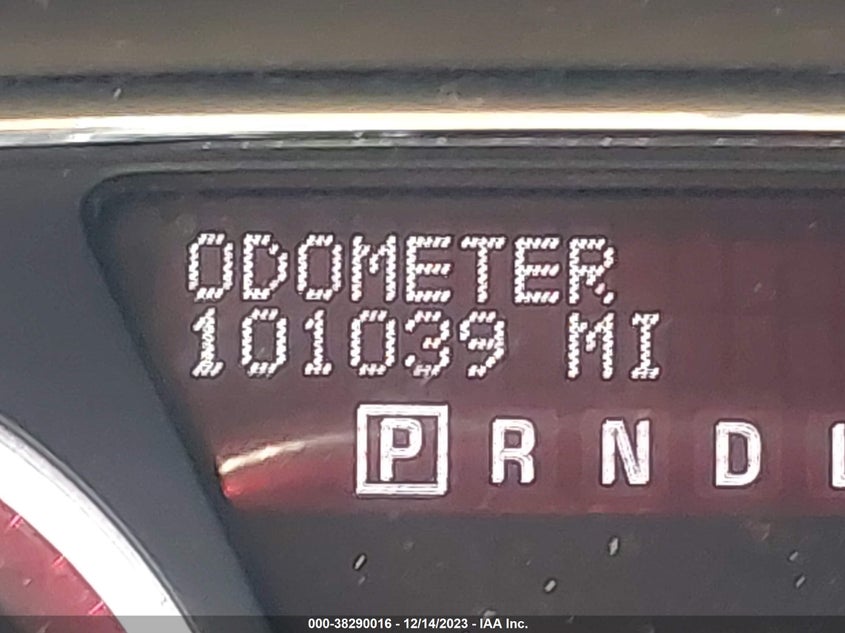 ODOMETER
101039 MI
P R N D
000-38290016 - 12/14/2023 - IAA Inc.